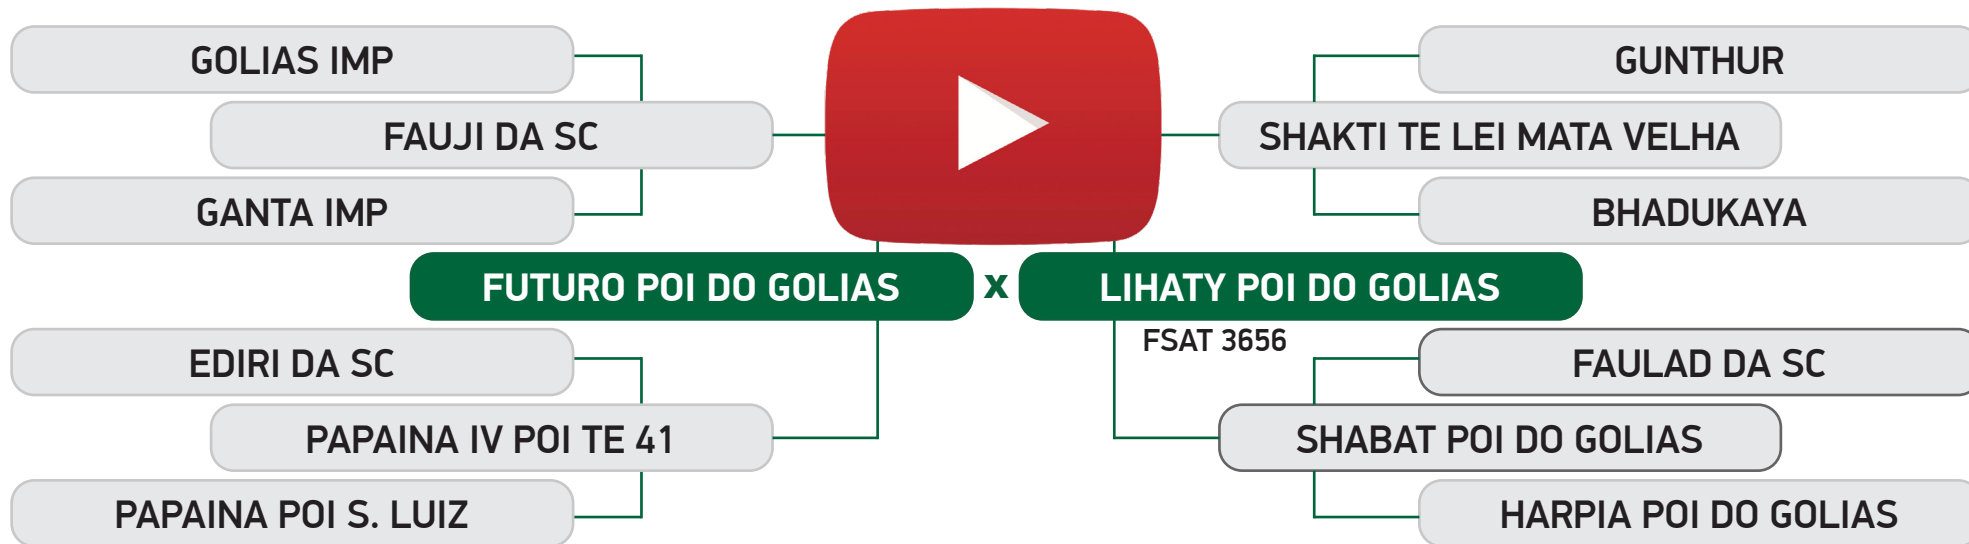 GOLIAS IMP
FAUJI DA SC
GANTA IMP
GUNTHUR
SHAKTI TE LEI MATA VELHA
BHADUKAYA
FUTURO POI DO GOLIAS
x
LIHATY POI DO GOLIAS
FSAT 3656
EDIRI DA SC
PAPAINA IV POI TE 41
PAPAINA POI S. LUIZ
FAULAD DA SC
SHABAT POI DO GOLIAS
HARPIA POI DO GOLIAS